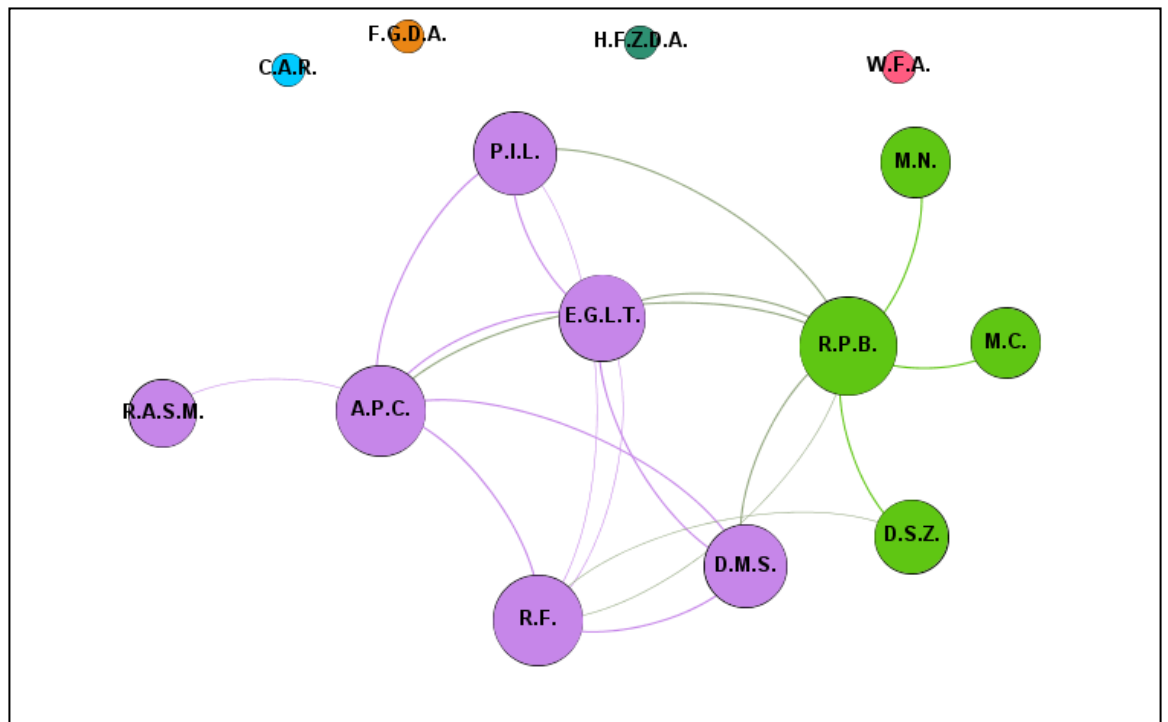 F.G.D.A.
H.F.Z.D.A.
C.A.R.
W.F.A.
P.I.L.
M.N.
E.G.L.T.
R.P.B.
M.C.
R.A.S.M.
A.P.C.
D.S.Z.
D.M.S.
R.F.